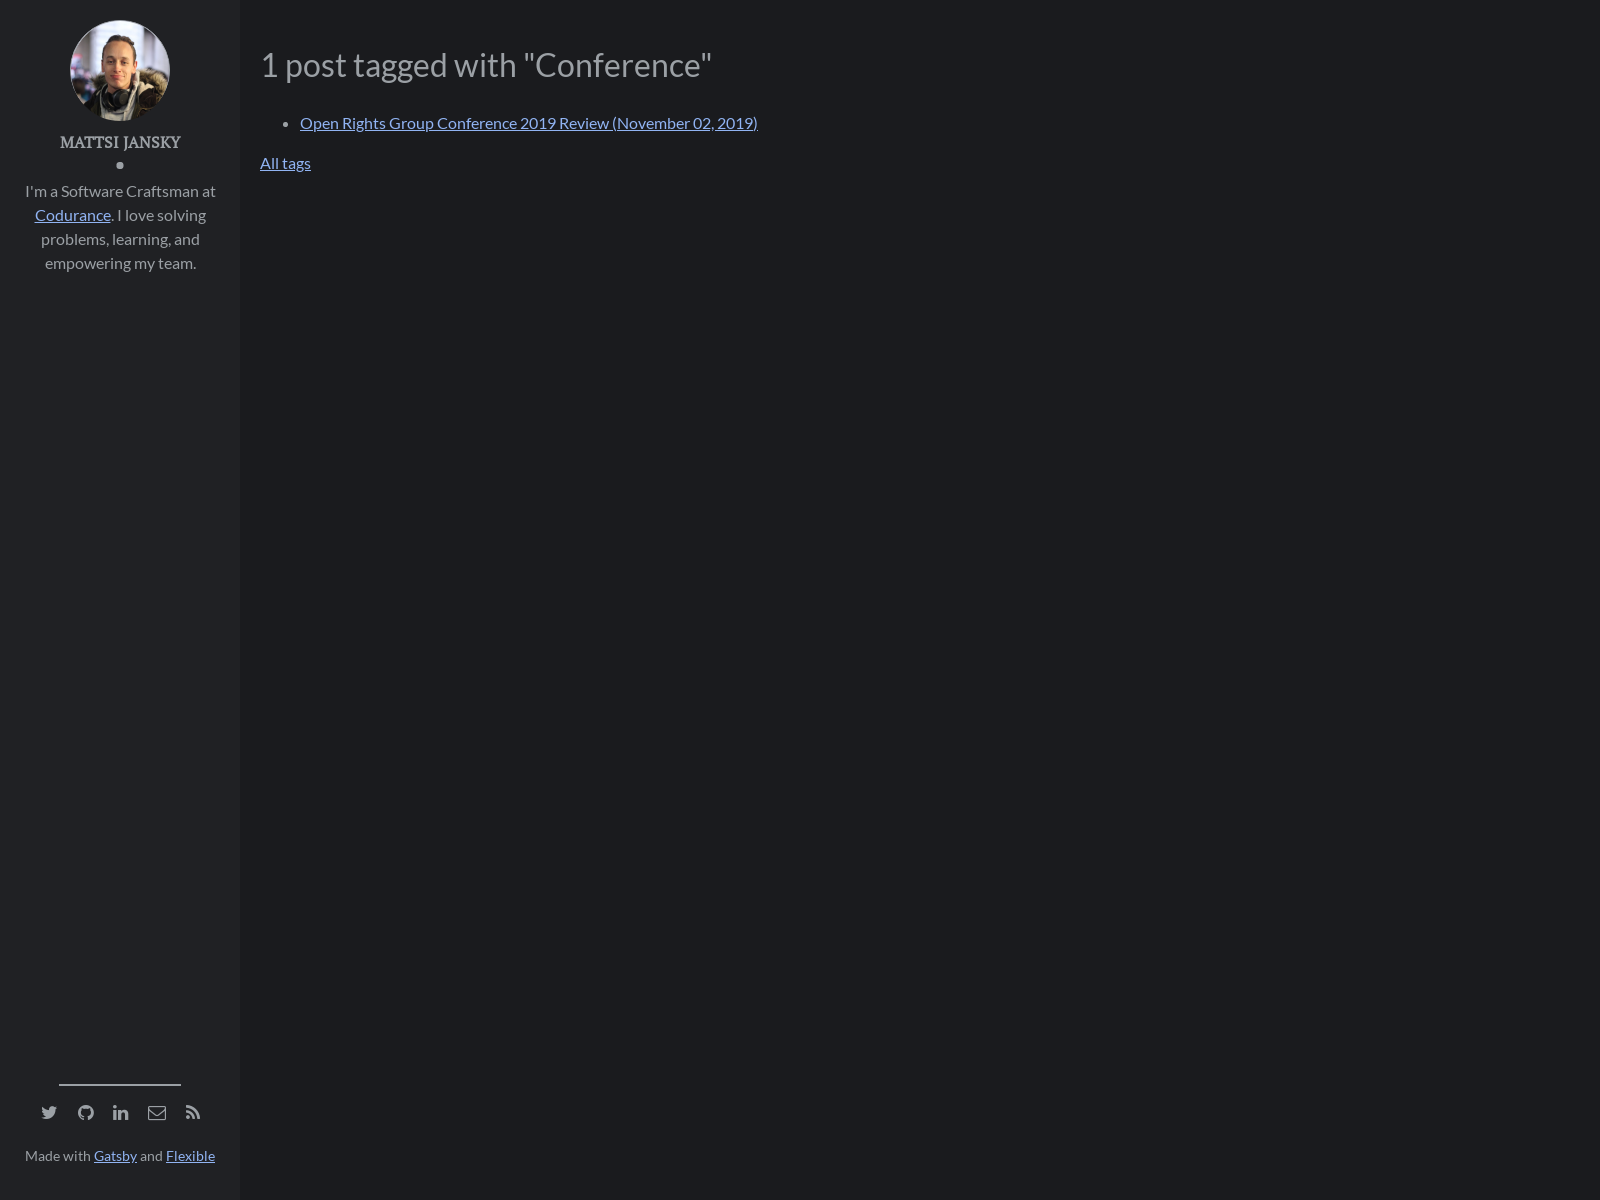 MATTSI JANSKY
I'm a Software Craftsman at
Codurance. I love solving
problems, learning, and
empowering my team.
Made with Gatsby and Flexible
1 post tagged with "Conference"
Open Rights Group Conference 2019 Review (November 02, 2019)
All tags